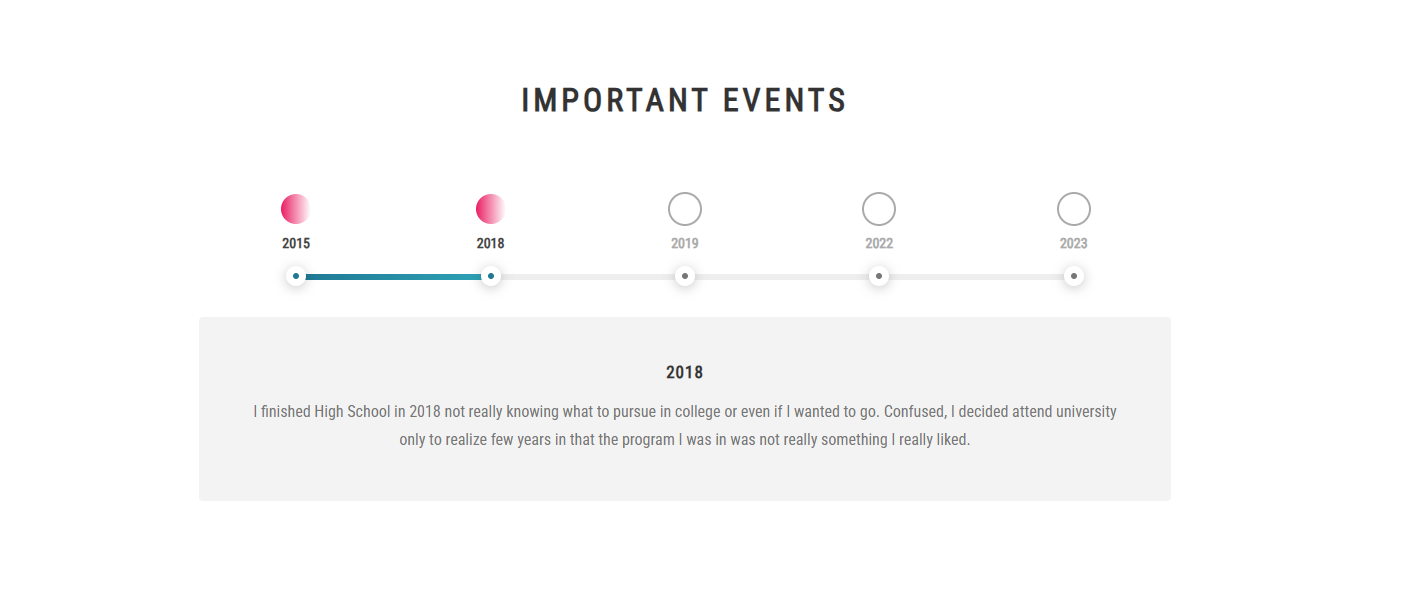 IMPORTANT EVENTS
2015 2018 2019 2022 2023
2018
I finished High School in 2018 not really knowing what to pursue in college or even if I wanted to go. Confused, I decided attend university
only to realize few years in that the program I was in was not really something I really liked.